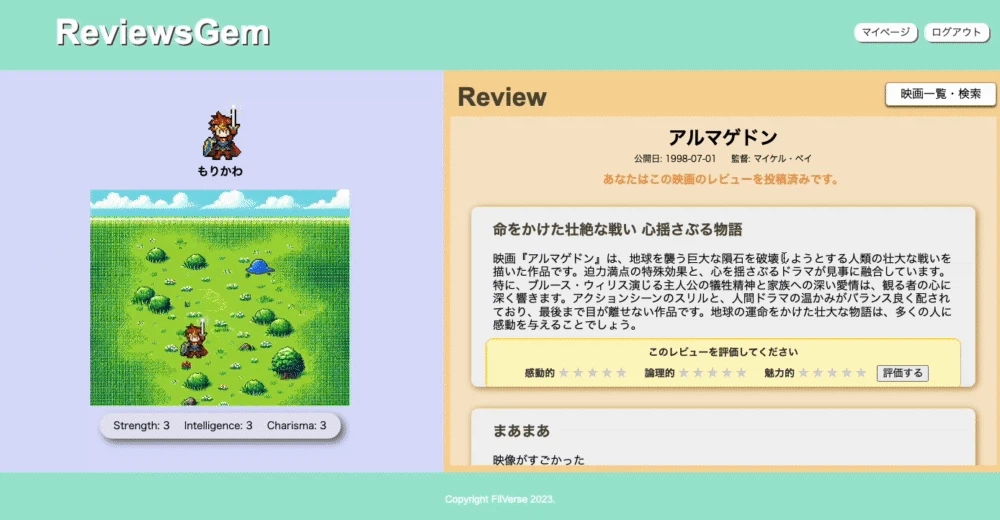 ReviewsGem
マイページ
ログアウト
もりかわ
Strength: 3 Intelligence: 3 Charisma: 3
Review
映画一覧・検索
アルマゲドン
公開日: 1998-07-01 監督: マイケル・ベイ
あなたはこの映画のレビューを投稿済みです。
命をかけた壮絶な戦い 心揺さぶる物語
映画『アルマゲドン』は、地球を襲う巨大な隕石を破壊しようとする人類の壮大な戦いを
描いた作品です。迫力満点の特殊効果と、心を揺さぶるドラマが見事に融合しています。
特に、ブルース・ウィリス演じる主人公の犠牲精神と家族への深い愛情は、観る者の心に
深く響きます。アクションシーンのスリルと、人間ドラマの温かみがバランス良く配され
ており、最後まで目が離せない作品です。地球の運命をかけた壮大な物語は、多くの人に
感動を与えることでしょう。
このレビューを評価してください
感動的 ★★★★★ 論理的 ★★★★★ 魅力的 ★★★★★ 評価する
まあまあ
映像がすごかった
Copyright FilVerse 2023.